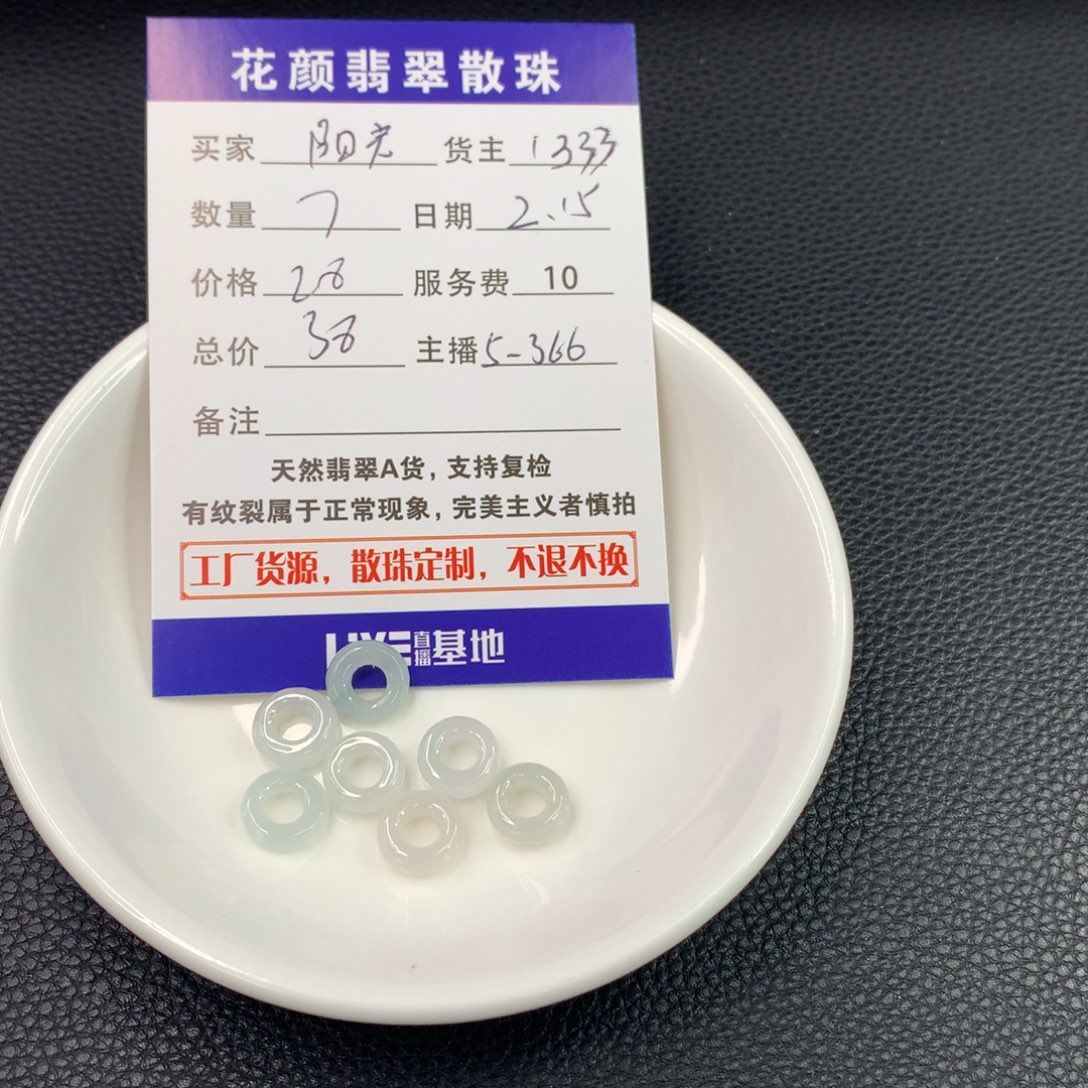 花颜翡翠散珠
买家 阳光 货主 1333
数量 7 日期 2.15
价格 28 服务费 10
总价 38 主播 5-366
备注
天然翡翠A货，支持复检
有纹裂属于正常现象，完美主义者慎拍
工厂货源，散珠定制，不退不换
LIVE直播基地